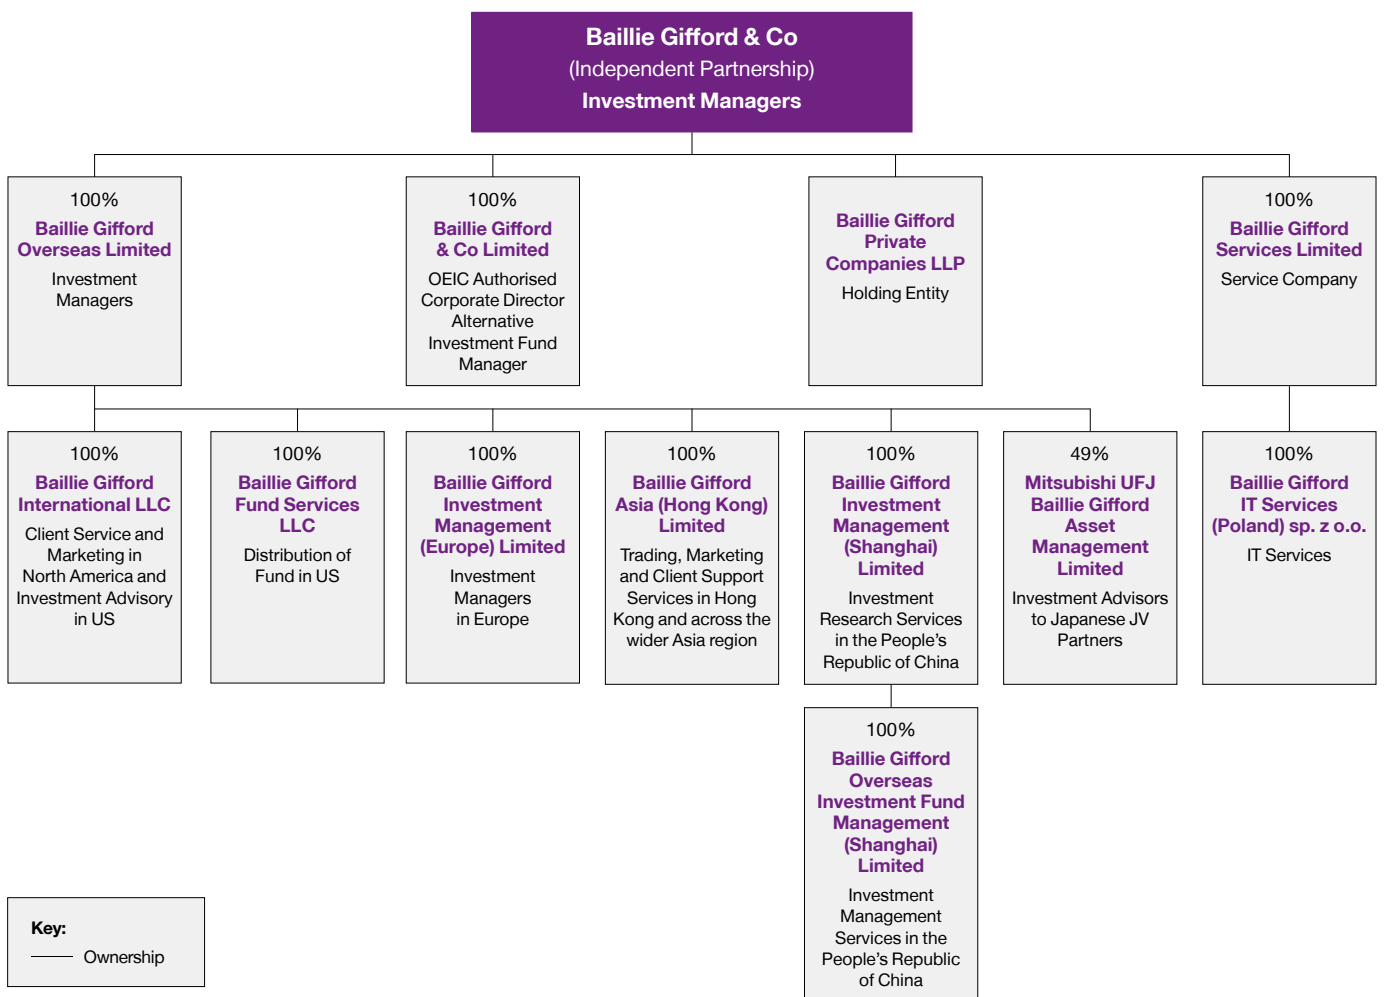 Baillie Gifford & Co
(Independent Partnership)
Investment Managers
100%
Baillie Gifford
Overseas Limited
Investment
Managers
100%
Baillie Gifford
& Co Limited
OEIC Authorised
Corporate Director
Alternative
Investment Fund
Manager
Baillie Gifford
Private
Companies LLP
Holding Entity
100%
Baillie Gifford
Services Limited
Service Company
100%
Baillie Gifford
International LLC
Client Service and
Marketing in
North America and
Investment Advisory
in US
100%
Baillie Gifford
Fund Services
LLC
Distribution of
Fund in US
100%
Baillie Gifford
Investment
Management
(Europe) Limited
Investment
Managers
in Europe
100%
Baillie Gifford
Asia (Hong Kong)
Limited
Trading, Marketing
and Client Support
Services in Hong
Kong and across the
wider Asia region
100%
Baillie Gifford
Investment
Management
(Shanghai)
Limited
Investment
Research Services
in the People’s
Republic of China
49%
Mitsubishi UFJ
Baillie Gifford
Asset
Management
Limited
Investment Advisors
to Japanese JV
Partners
100%
Baillie Gifford
IT Services
(Poland) sp. z o.o.
IT Services
100%
Baillie Gifford
Overseas
Investment Fund
Management
(Shanghai)
Limited
Investment
Management
Services in the
People’s Republic
of China
Key:
Ownership